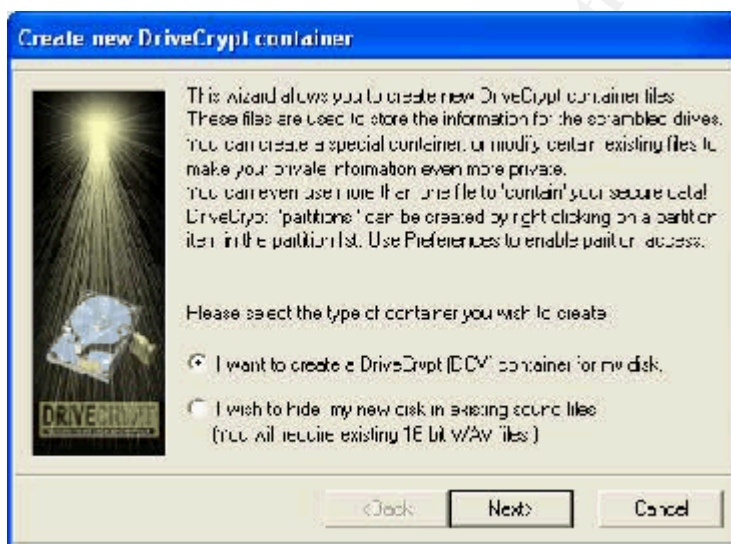 Create new DriveCrypt container
This wizard allows you to create new DriveCrypt container files
These files are used to store the information for the scrambled drives.
You can create a special container, or modify certain existing files to
make your private information even more private.
You can even use more than one file to 'contain' your secure data!
DriveCrypt 'partitions' can be created by right clicking on a partition
item in the partition list. Use Preferences to enable partition access.
Please select the type of container you wish to create
I want to create a DriveCrypt (DCV) container for my disk.
I wish to hide my new disk in existing sound files
(You will require existing 16 bit WAV files)
DRIVECRYPT
<Back
Next>
Cancel